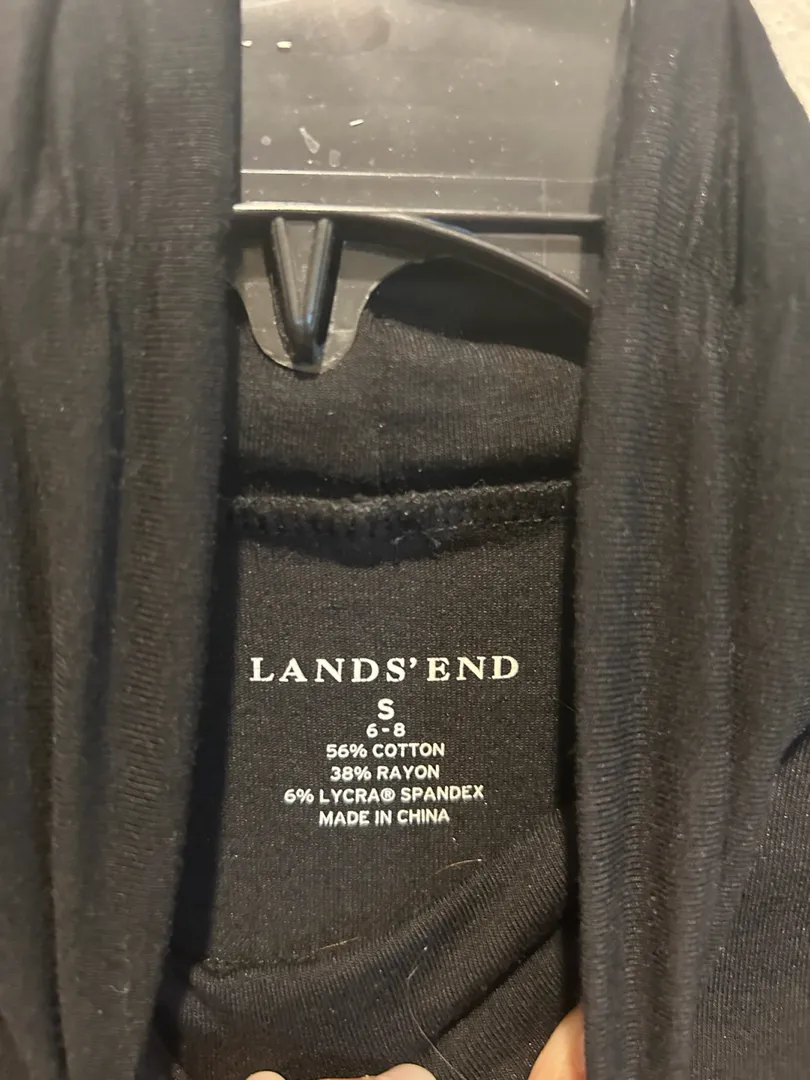 LANDS' END
S
6-8
56% COTTON
38% RAYON
6% LYCRA® SPANDEX
MADE IN CHINA